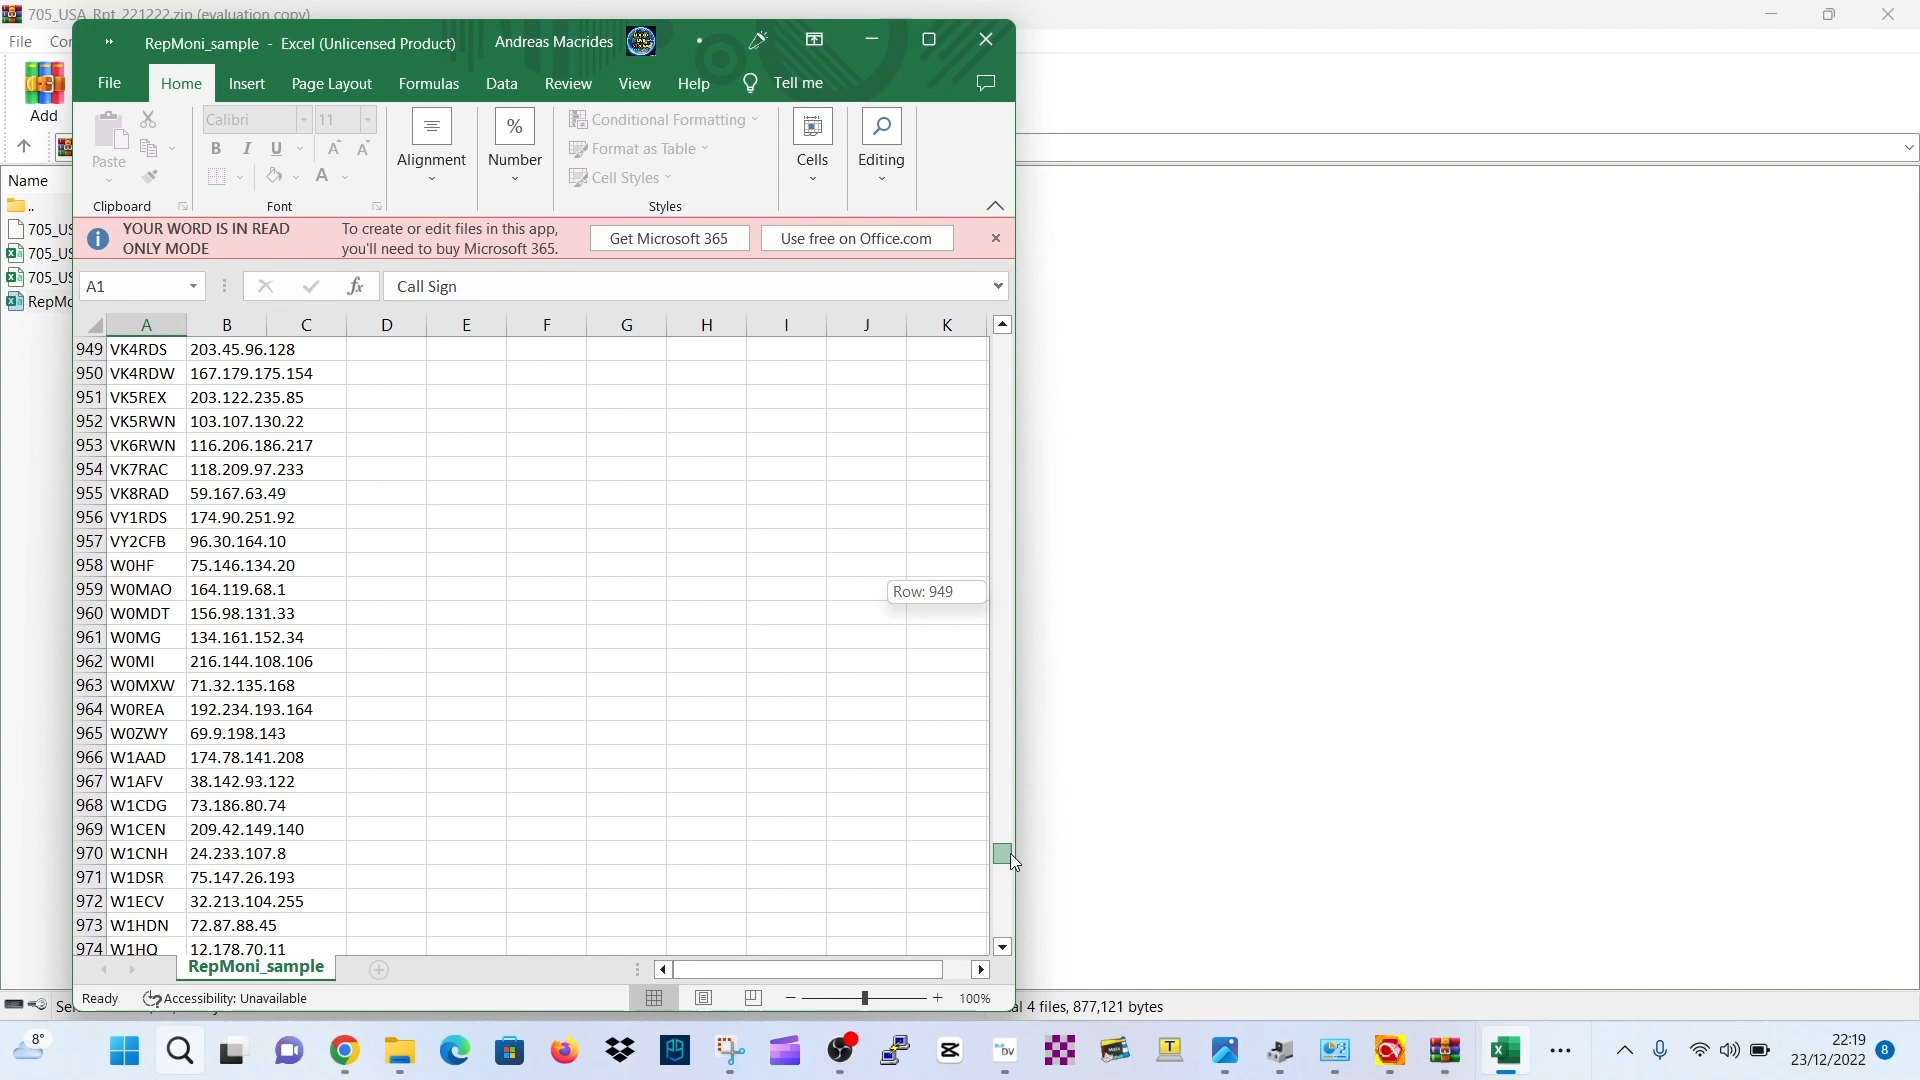 705_USA_Rpt_221222.zip (evaluation copy)
File
RepMoni_sample - Excel (Unlicensed Product)
Andreas Macrides
File
Home
Insert
Page Layout
Formulas
Data
Review
View
Help
Tell me
Add
Paste
Calibri
11
B I U
A A
A
Alignment
%
Number
Conditional Formatting
Format as Table
Cell Styles
Cells
Editing
Clipboard
Font
Styles
Name
..
YOUR WORD IS IN READ
ONLY MODE
To create or edit files in this app,
you'll need to buy Microsoft 365.
Get Microsoft 365
Use free on Office.com
A1
fx
Call Sign
A B C D E F G H I J K
949 VK4RDS 203.45.96.128
950 VK4RDW 167.179.175.154
951 VK5REX 203.122.235.85
952 VK5RWN 103.107.130.22
953 VK6RWN 116.206.186.217
954 VK7RAC 118.209.97.233
955 VK8RAD 59.167.63.49
956 VY1RDS 174.90.251.92
957 VY2CFB 96.30.164.10
958 W0HF 75.146.134.20
959 W0MAO 164.119.68.1
960 W0MDT 156.98.131.33
961 W0MG 134.161.152.34
962 W0MI 216.144.108.106
963 W0MXW 71.32.135.168
964 W0REA 192.234.193.164
965 W0ZWY 69.9.198.143
966 W1AAD 174.78.141.208
967 W1AFV 38.142.93.122
968 W1CDG 73.186.80.74
969 W1CEN 209.42.149.140
970 W1CNH 24.233.107.8
971 W1DSR 75.147.26.193
972 W1ECV 32.213.104.255
973 W1HDN 72.87.88.45
974 W1HQ 12.178.70.11
Row: 949
RepMoni_sample
Ready
Accessibility: Unavailable
100%
4 files, 877,121 bytes
8°
DV
T
22:19
23/12/2022
8